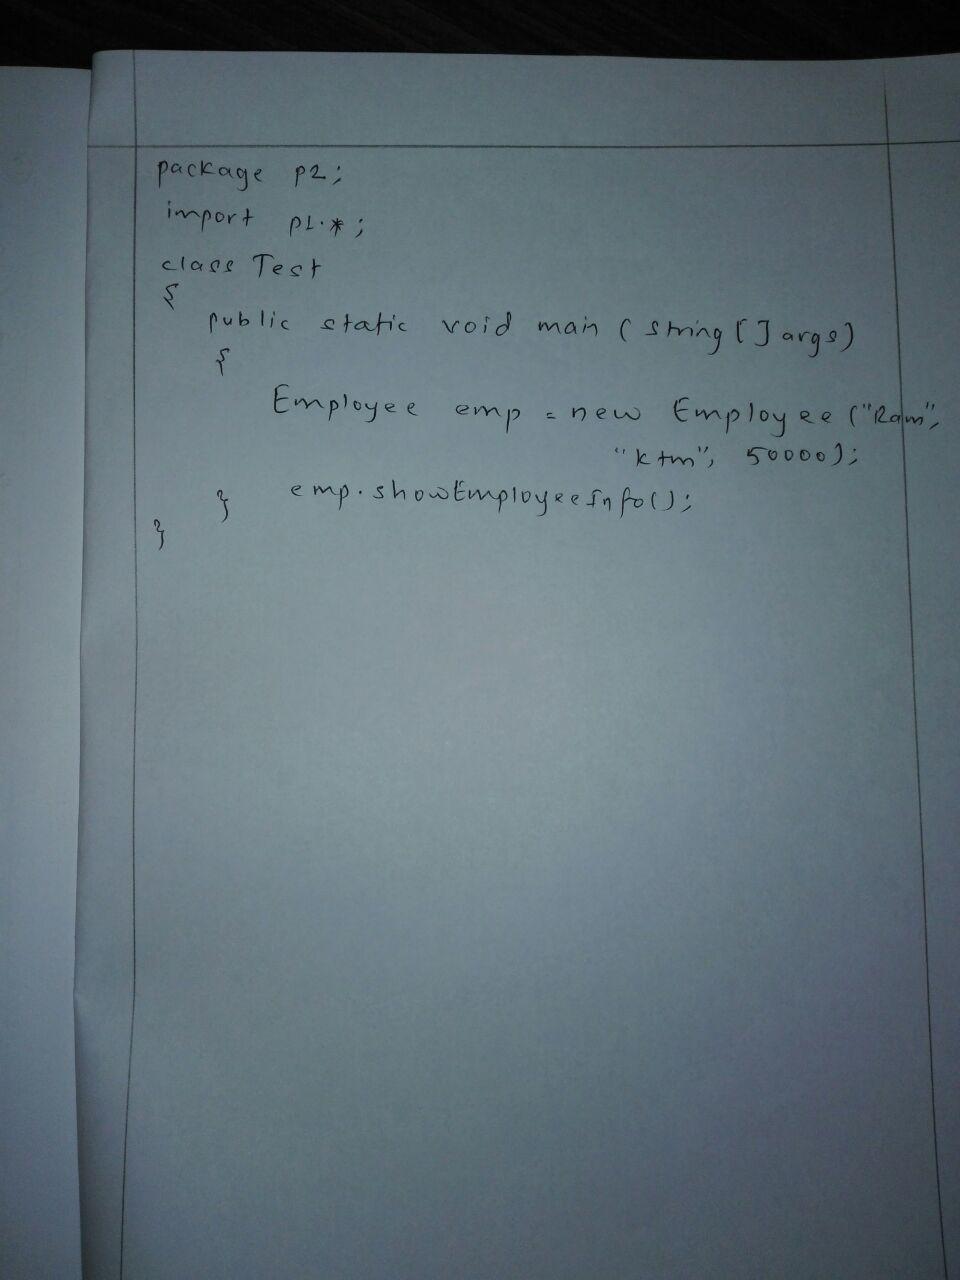 package p2;
import p1.*;
class Test
{
public static void main (string [] args)
{
Employee emp = new Employee ("Ram",
"ktm", 50000);
emp.showEmployeeInfo();
}
}